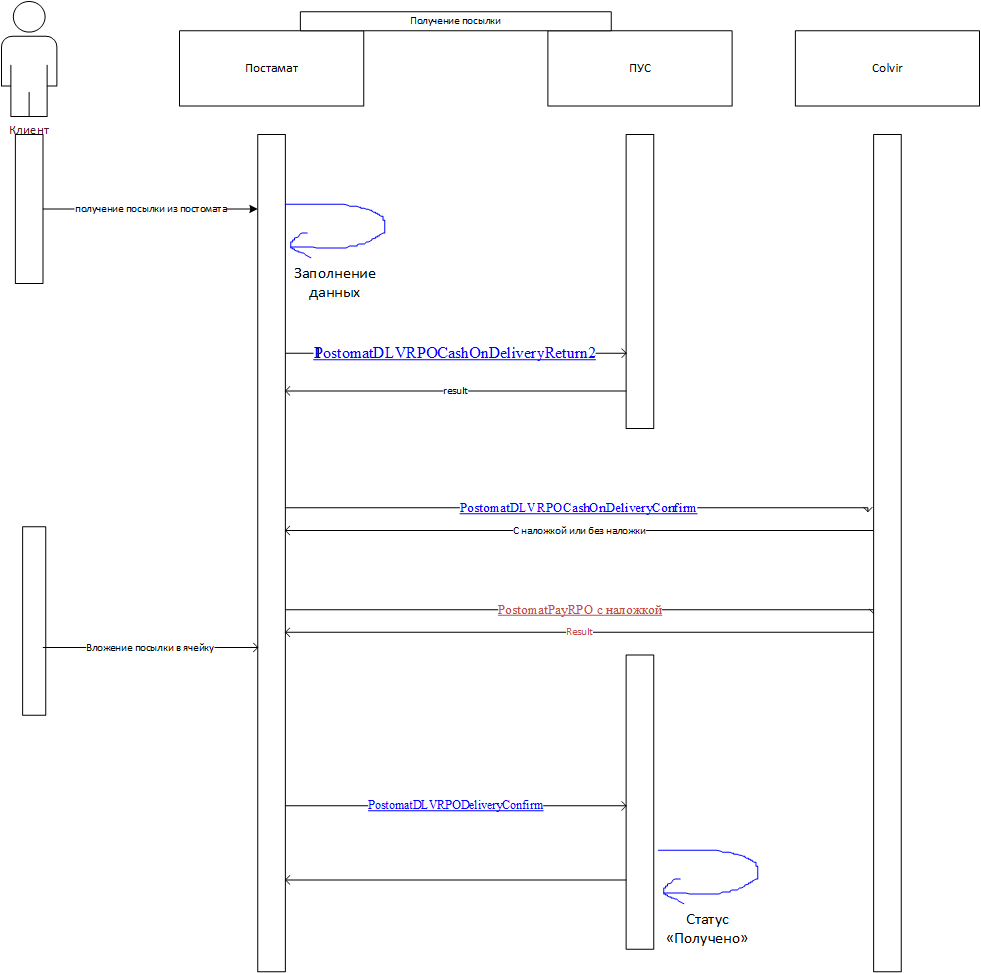 Получение посылки
Постамат
ПУС
Colvir
Клиент
получение посылки из постомата
Заполнение
данных
PostomatDLVRPOCashOnDeliveryReturn2
result
PostomatDLVRPOCashOnDeliveryConfirm
С наложкой или без наложки
PostomatPayRPO с наложкой
Result
Вложение посылки в ячейку
PostomatDLVRPODeliveryConfirm
Статус
«Получено»